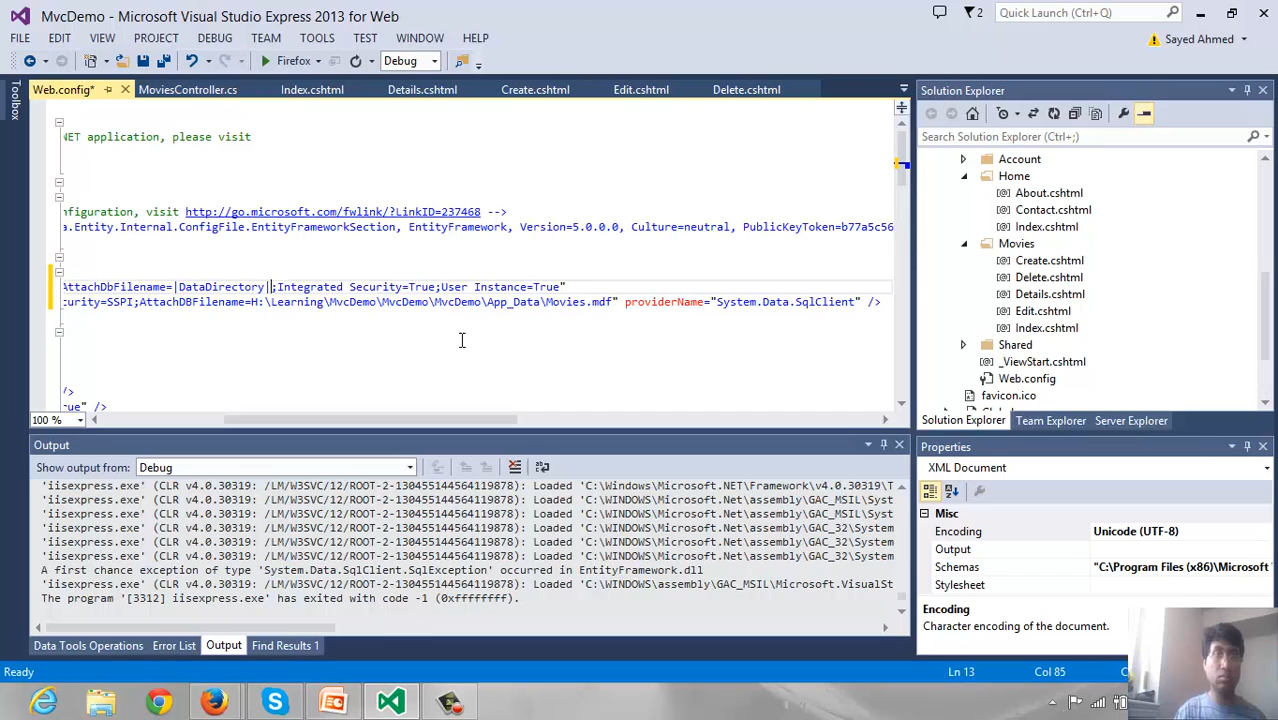 MvcDemo - Microsoft Visual Studio Express 2013 for Web
2
Quick Launch (Ctrl+Q)
FILE EDIT VIEW PROJECT DEBUG TEAM TOOLS TEST WINDOW HELP
Sayed Ahmed
Firefox Debug
Toolbox
Web.config* MoviesController.cs Index.cshtml Details.cshtml Create.cshtml Edit.cshtml Delete.cshtml
NET application, please visit
nfiguration, visit http://go.microsoft.com/fwlink/?LinkID=237468 -->
a.Entity.Internal.ConfigFile.EntityFrameworkSection, EntityFramework, Version=5.0.0.0, Culture=neutral, PublicKeyToken=b77a5c56
AttachDbFilename=|DataDirectory|;Integrated Security=True;User Instance=True"
curity=SSPI;AttachDBFilename=H:\Learning\MvcDemo\MvcDemo\MvcDemo\App_Data\Movies.mdf" providerName="System.Data.SqlClient" />
/>
rue" />
100 %
Output
Show output from: Debug
'iisexpress.exe' (CLR v4.0.30319: /LM/W3SVC/12/ROOT-2-130455144564119878): Loaded 'C:\Windows\Microsoft.NET\Framework\v4.0.30319\T
'iisexpress.exe' (CLR v4.0.30319: /LM/W3SVC/12/ROOT-2-130455144564119878): Loaded 'C:\WINDOWS\Microsoft.Net\assembly\GAC_MSIL\Syst
'iisexpress.exe' (CLR v4.0.30319: /LM/W3SVC/12/ROOT-2-130455144564119878): Loaded 'C:\WINDOWS\Microsoft.Net\assembly\GAC_MSIL\Syst
'iisexpress.exe' (CLR v4.0.30319: /LM/W3SVC/12/ROOT-2-130455144564119878): Loaded 'C:\WINDOWS\Microsoft.Net\assembly\GAC_32\System
'iisexpress.exe' (CLR v4.0.30319: /LM/W3SVC/12/ROOT-2-130455144564119878): Loaded 'C:\WINDOWS\Microsoft.Net\assembly\GAC_32\System
'iisexpress.exe' (CLR v4.0.30319: /LM/W3SVC/12/ROOT-2-130455144564119878): Loaded 'C:\WINDOWS\Microsoft.Net\assembly\GAC_32\System
A first chance exception of type 'System.Data.SqlClient.SqlException' occurred in EntityFramework.dll
'iisexpress.exe' (CLR v4.0.30319: /LM/W3SVC/12/ROOT-2-130455144564119878): Loaded 'C:\WINDOWS\assembly\GAC_MSIL\Microsoft.VisualSt
The program '[3312] iisexpress.exe' has exited with code -1 (0xffffffff).
Data Tools Operations Error List Output Find Results 1
Solution Explorer
Search Solution Explorer (Ctrl+;)
Account
Home
About.cshtml
Contact.cshtml
Index.cshtml
Movies
Create.cshtml
Delete.cshtml
Details.cshtml
Edit.cshtml
Index.cshtml
Shared
_ViewStart.cshtml
Web.config
favicon.ico
Solution Explorer Team Explorer Server Explorer
Properties
XML Document
Misc
Encoding Unicode (UTF-8)
Output
Schemas "C:\Program Files (x86)\Microsoft
Stylesheet
Encoding
Character encoding of the document.
Ready Ln 13 Col 85